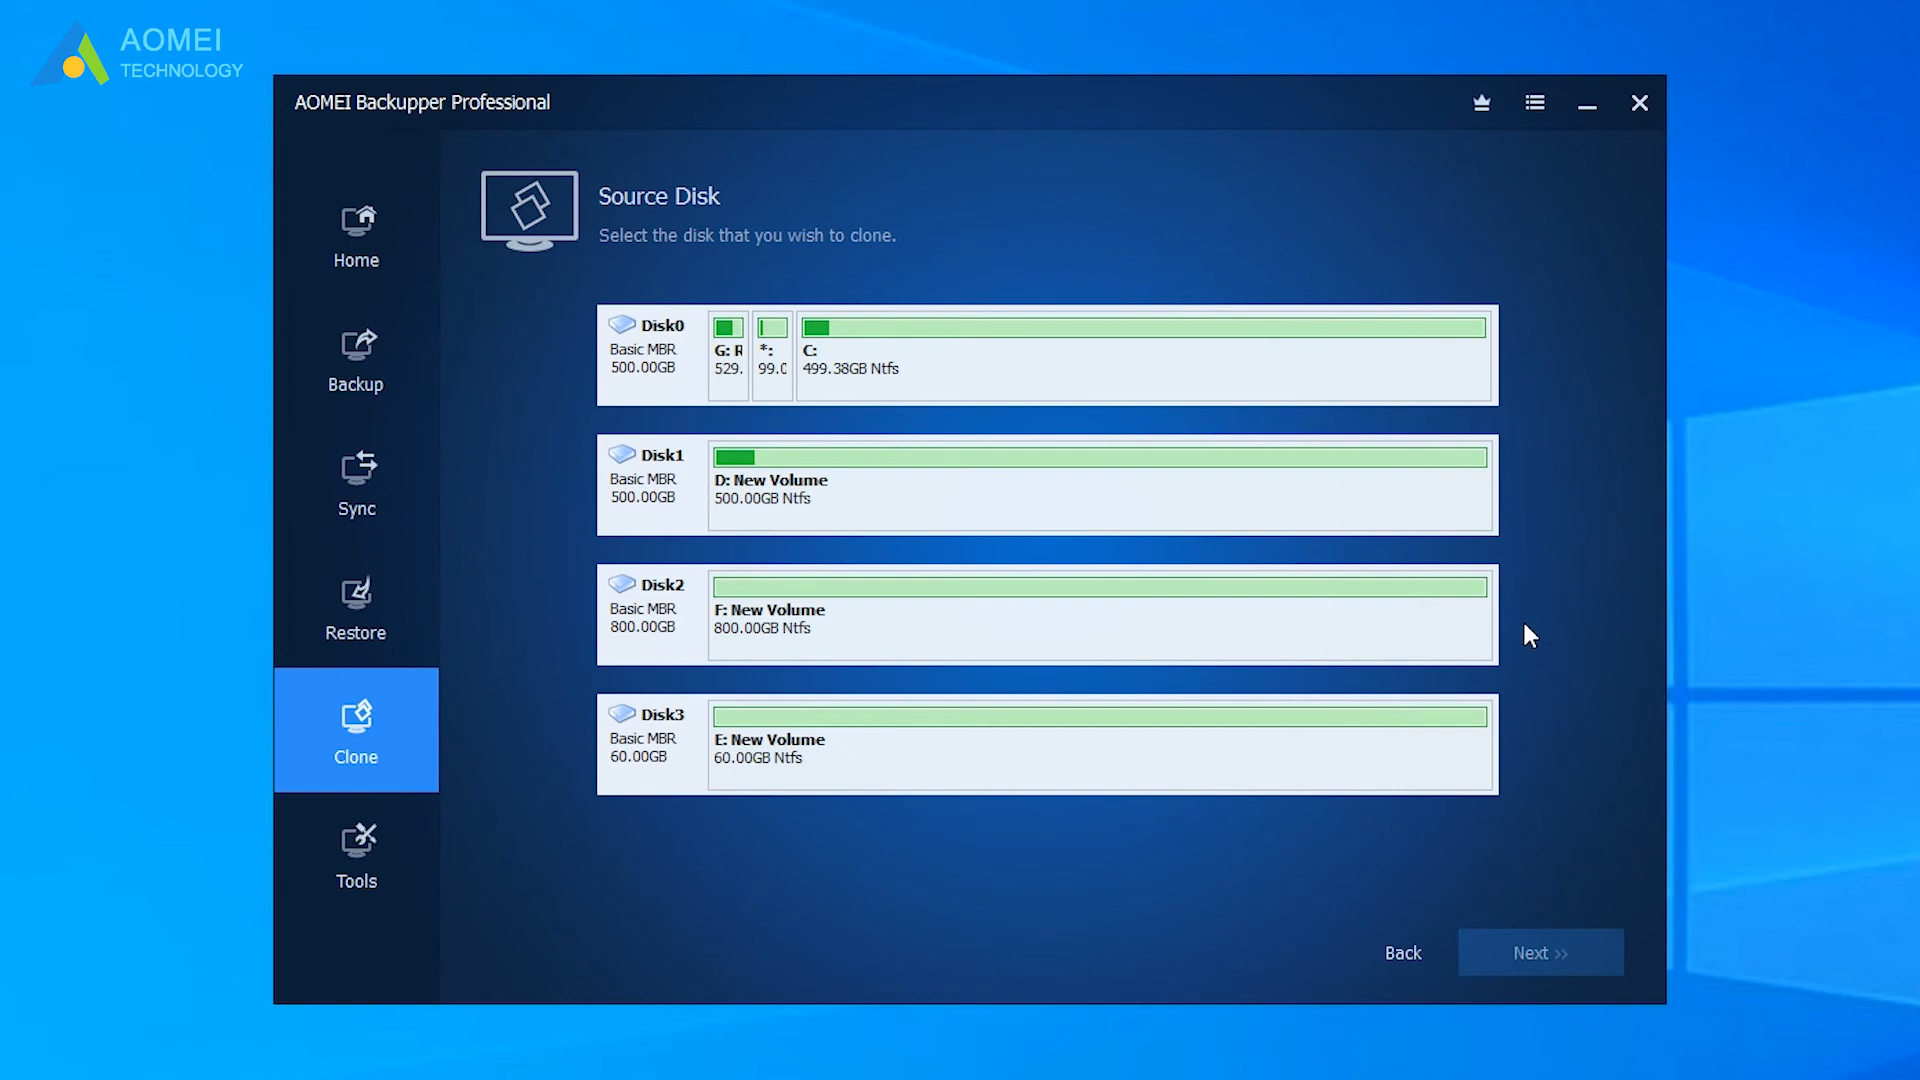 AOMEI
TECHNOLOGY
AOMEI Backupper Professional
Home
Backup
Sync
Restore
Clone
Tools
Source Disk
Select the disk that you wish to clone.
Disk0
Basic MBR
500.00GB
G: R
529.
*:
99.0
C:
499.38GB Ntfs
Disk1
Basic MBR
500.00GB
D: New Volume
500.00GB Ntfs
Disk2
Basic MBR
800.00GB
F: New Volume
800.00GB Ntfs
Disk3
Basic MBR
60.00GB
E: New Volume
60.00GB Ntfs
Back
Next >>